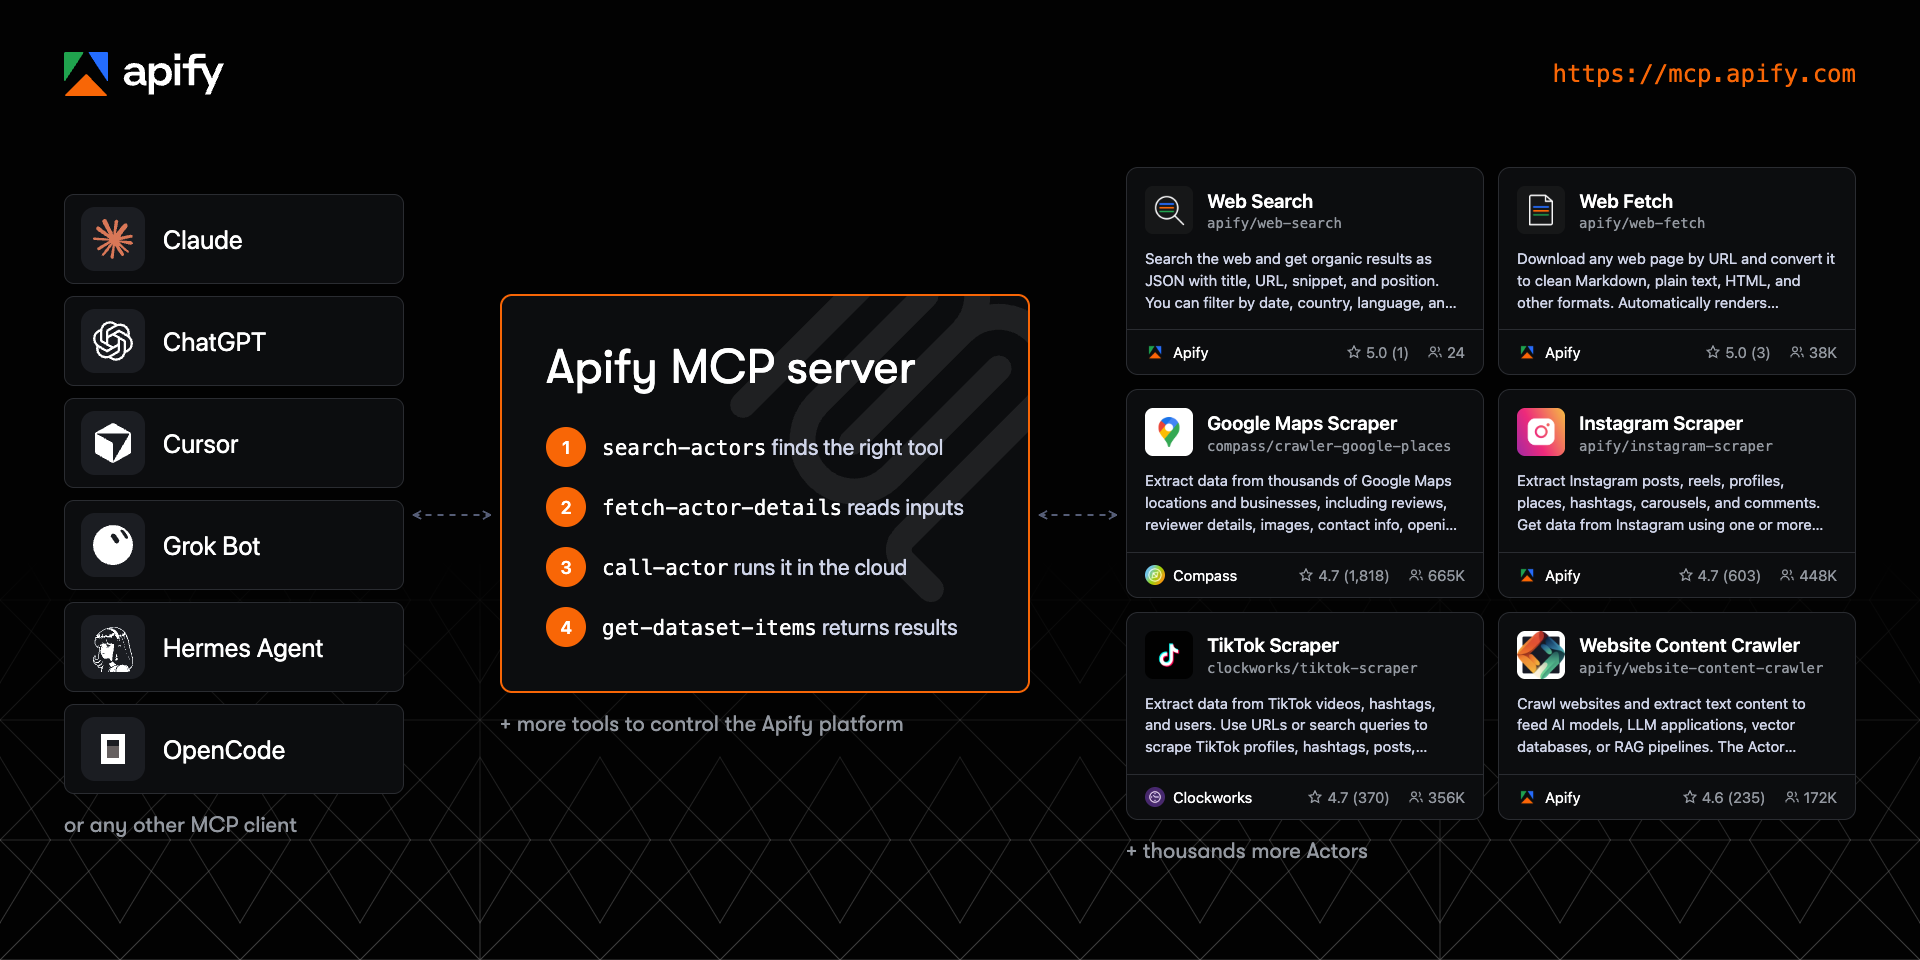 apify
https://mcp.apify.com
Claude
ChatGPT
Cursor
Grok Bot
Hermes Agent
OpenCode
or any other MCP client
Apify MCP server
1 search-actors finds the right tool
2 fetch-actor-details reads inputs
3 call-actor runs it in the cloud
4 get-dataset-items returns results
+ more tools to control the Apify platform
Web Search
apify/web-search
Search the web and get organic results as
JSON with title, URL, snippet, and position.
You can filter by date, country, language, an...
Apify 5.0 (1) 24
Web Fetch
apify/web-fetch
Download any web page by URL and convert it
to clean Markdown, plain text, HTML, and
other formats. Automatically renders...
Apify 5.0 (3) 38K
Google Maps Scraper
compass/crawler-google-places
Extract data from thousands of Google Maps
locations and businesses, including reviews,
reviewer details, images, contact info, openi...
Compass 4.7 (1,818) 665K
Instagram Scraper
apify/instagram-scraper
Extract Instagram posts, reels, profiles,
places, hashtags, carousels, and comments.
Get data from Instagram using one or more...
Apify 4.7 (603) 448K
TikTok Scraper
clockworks/tiktok-scraper
Extract data from TikTok videos, hashtags,
and users. Use URLs or search queries to
scrape TikTok profiles, hashtags, posts,...
Clockworks 4.7 (370) 356K
Website Content Crawler
apify/website-content-crawler
Crawl websites and extract text content to
feed AI models, LLM applications, vector
databases, or RAG pipelines. The Actor...
Apify 4.6 (235) 172K
+ thousands more Actors